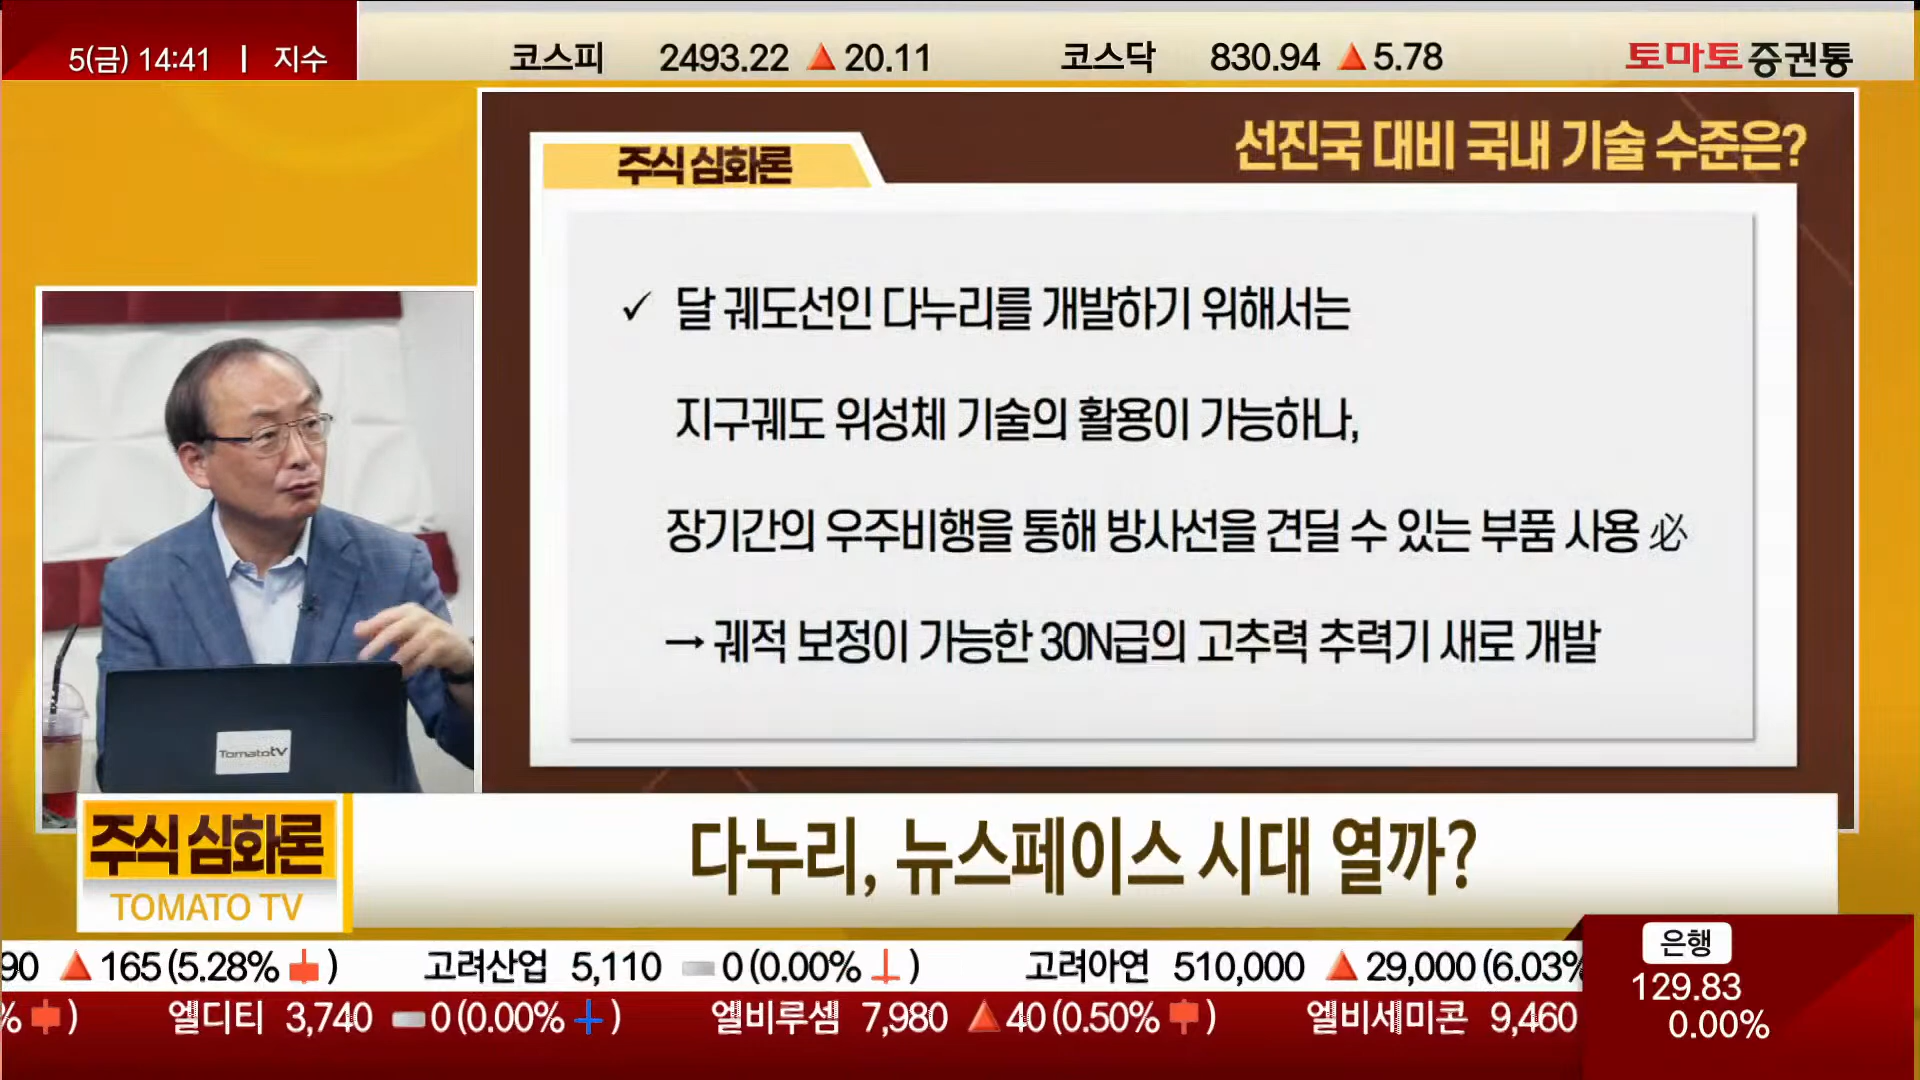 5(금) 14:41 | 지수
코스피 2493.22 ▲20.11 코스닥 830.94 ▲5.78
토마토증권통
선진국 대비 국내 기술 수준은?
주식 심화론
✓ 달 궤도선인 다누리를 개발하기 위해서는
지구궤도 위성체 기술의 활용이 가능하나,
장기간의 우주비행을 통해 방사선을 견딜 수 있는 부품 사용 必
→ 궤적 보정이 가능한 30N급의 고추력 추력기 새로 개발
TomatoTV
주식 심화론
TOMATO TV
다누리, 뉴스페이스 시대 열까?
90 ▲165(5.28% ) 고려산업 5,110 0(0.00% ) 고려아연 510,000 ▲29,000(6.03%
% ) 엘디티 3,740 0(0.00% ) 엘비루셈 7,980 ▲40(0.50% ) 엘비세미콘 9,460
은행
129.83
0.00%